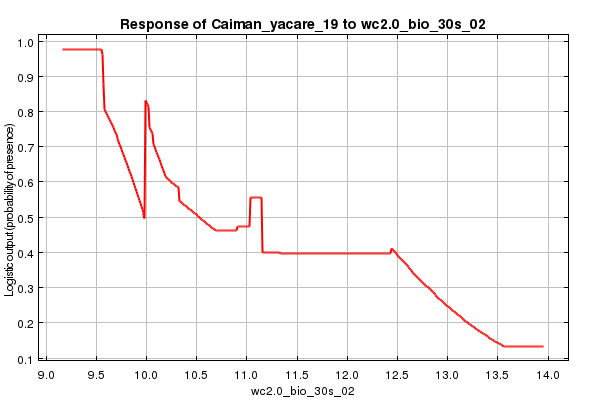 Response of Caiman_yacare_19 to wc2.0_bio_30s_02
Logistic output (probability of presence)
1.0
0.9
0.8
0.7
0.6
0.5
0.4
0.3
0.2
0.1
9.0 9.5 10.0 10.5 11.0 11.5 12.0 12.5 13.0 13.5 14.0
wc2.0_bio_30s_02